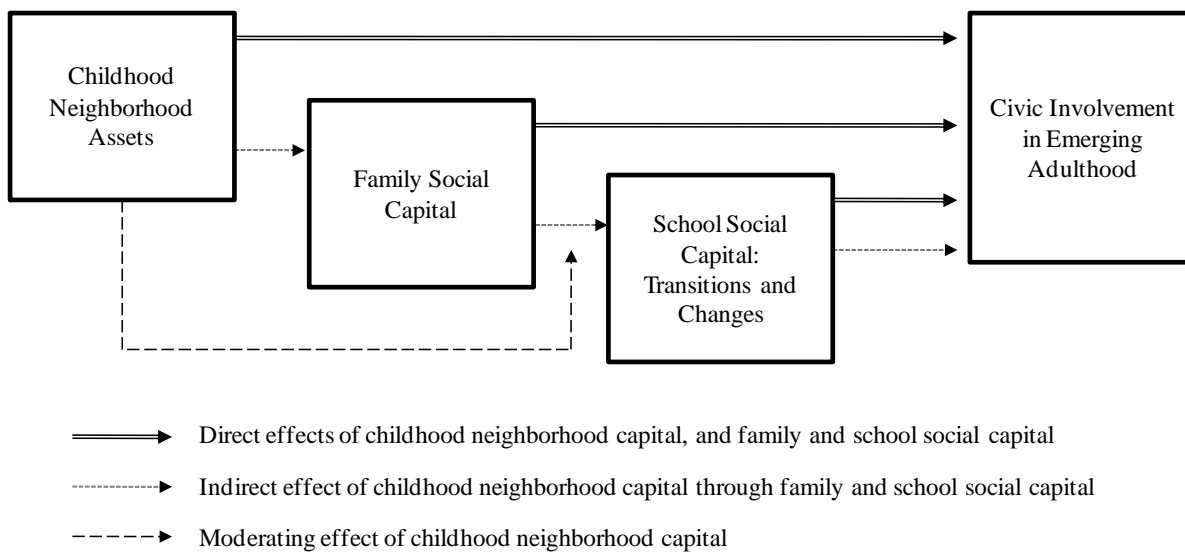 Childhood
Neighborhood
Assets
Family Social
Capital
School Social
Capital:
Transitions and
Changes
Civic Involvement
in Emerging
Adulthood
Direct effects of childhood neighborhood capital, and family and school social capital
Indirect effect of childhood neighborhood capital through family and school social capital
Moderating effect of childhood neighborhood capital